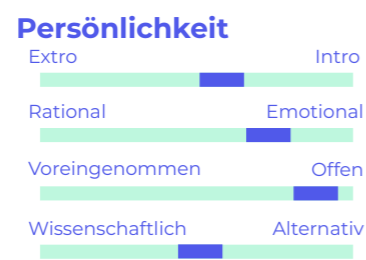 Persönlichkeit
Extro Intro
Rational Emotional
Voreingenommen Offen
Wissenschaftlich Alternativ